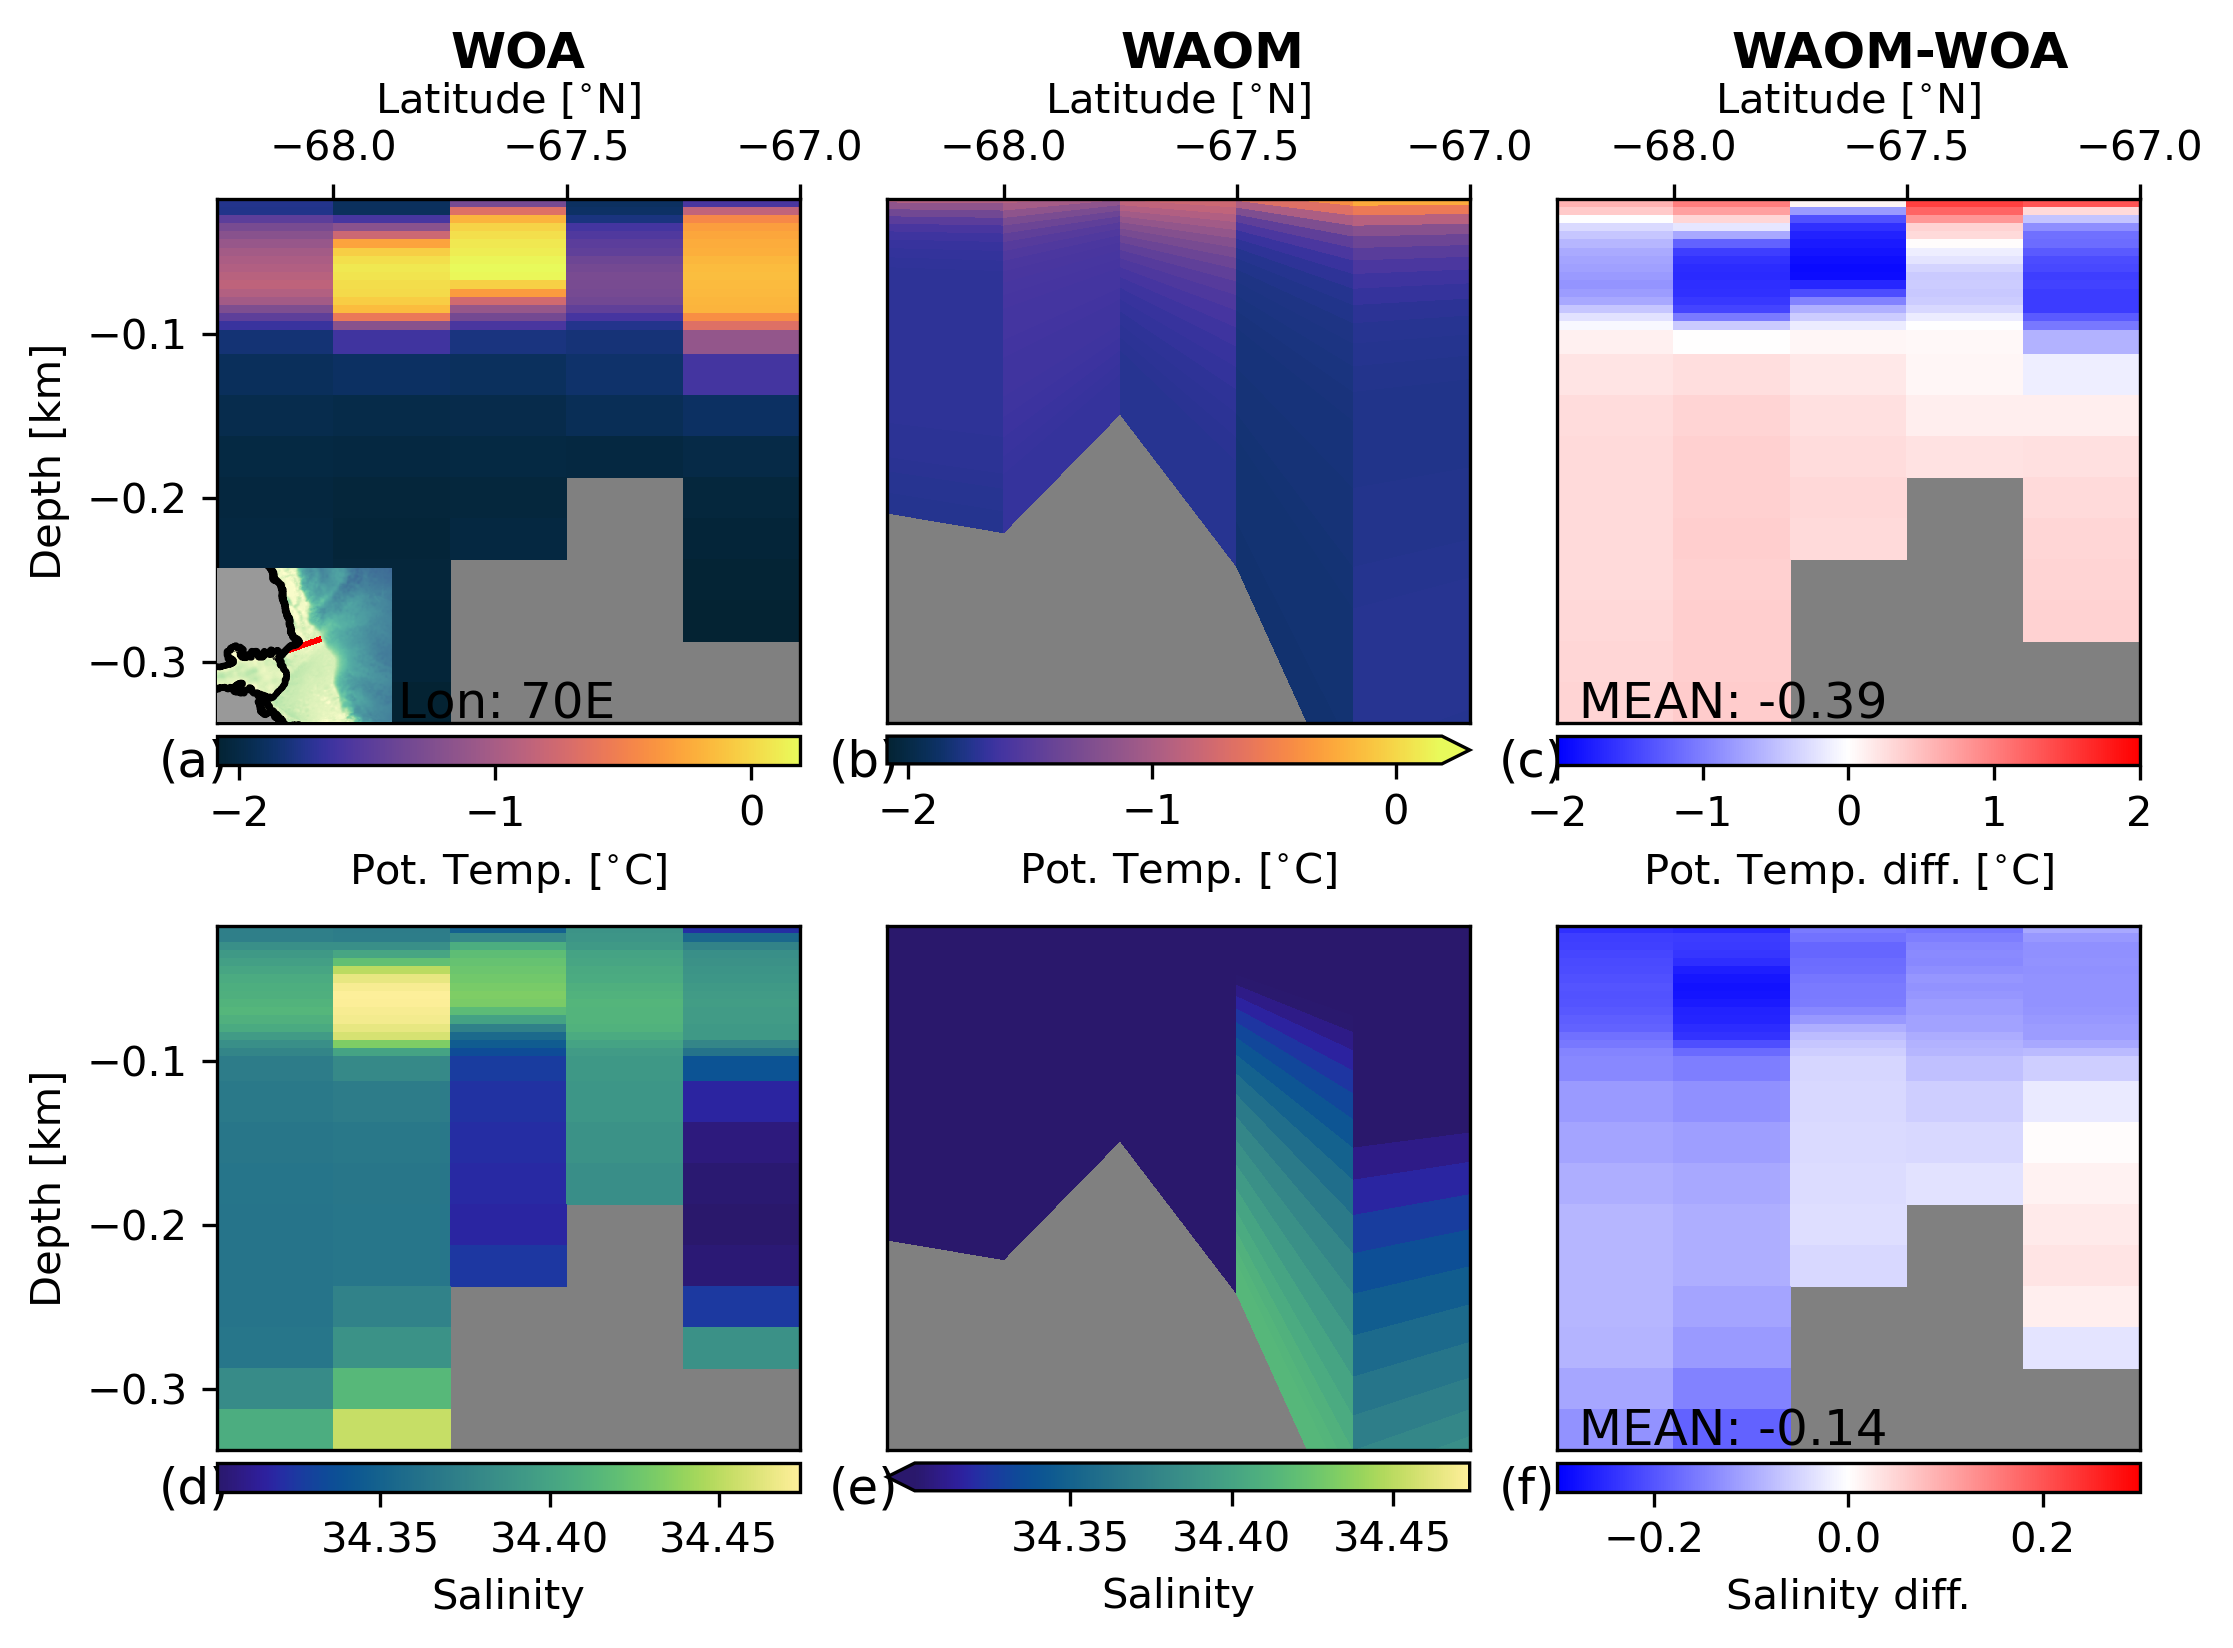 WOA WAOM WAOM-WOA
Latitude [°N] Latitude [°N] Latitude [°N]
−68.0 −67.5 −67.0 −68.0 −67.5 −67.0 −68.0 −67.5 −67.0
Depth [km]
−0.1
−0.2
−0.3
Lon: 70E
MEAN: -0.39
(a) (b) (c)
−2 −1 0 −2 −1 0 −2 −1 0 1 2
Pot. Temp. [°C] Pot. Temp. [°C] Pot. Temp. diff. [°C]
Depth [km]
−0.1
−0.2
−0.3
MEAN: -0.14
(d) (e) (f)
34.35 34.40 34.45 34.35 34.40 34.45 −0.2 0.0 0.2
Salinity Salinity Salinity diff.